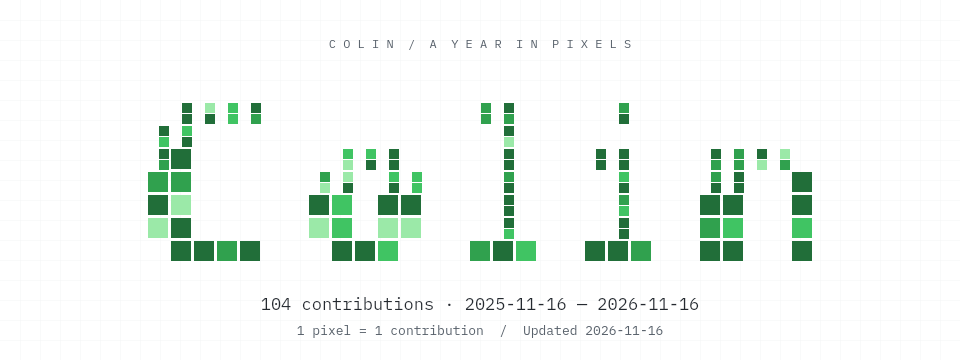 COLIN / A YEAR IN PIXELS
Colin
104 contributions · 2025-11-16 — 2026-11-16
1 pixel = 1 contribution / Updated 2026-11-16